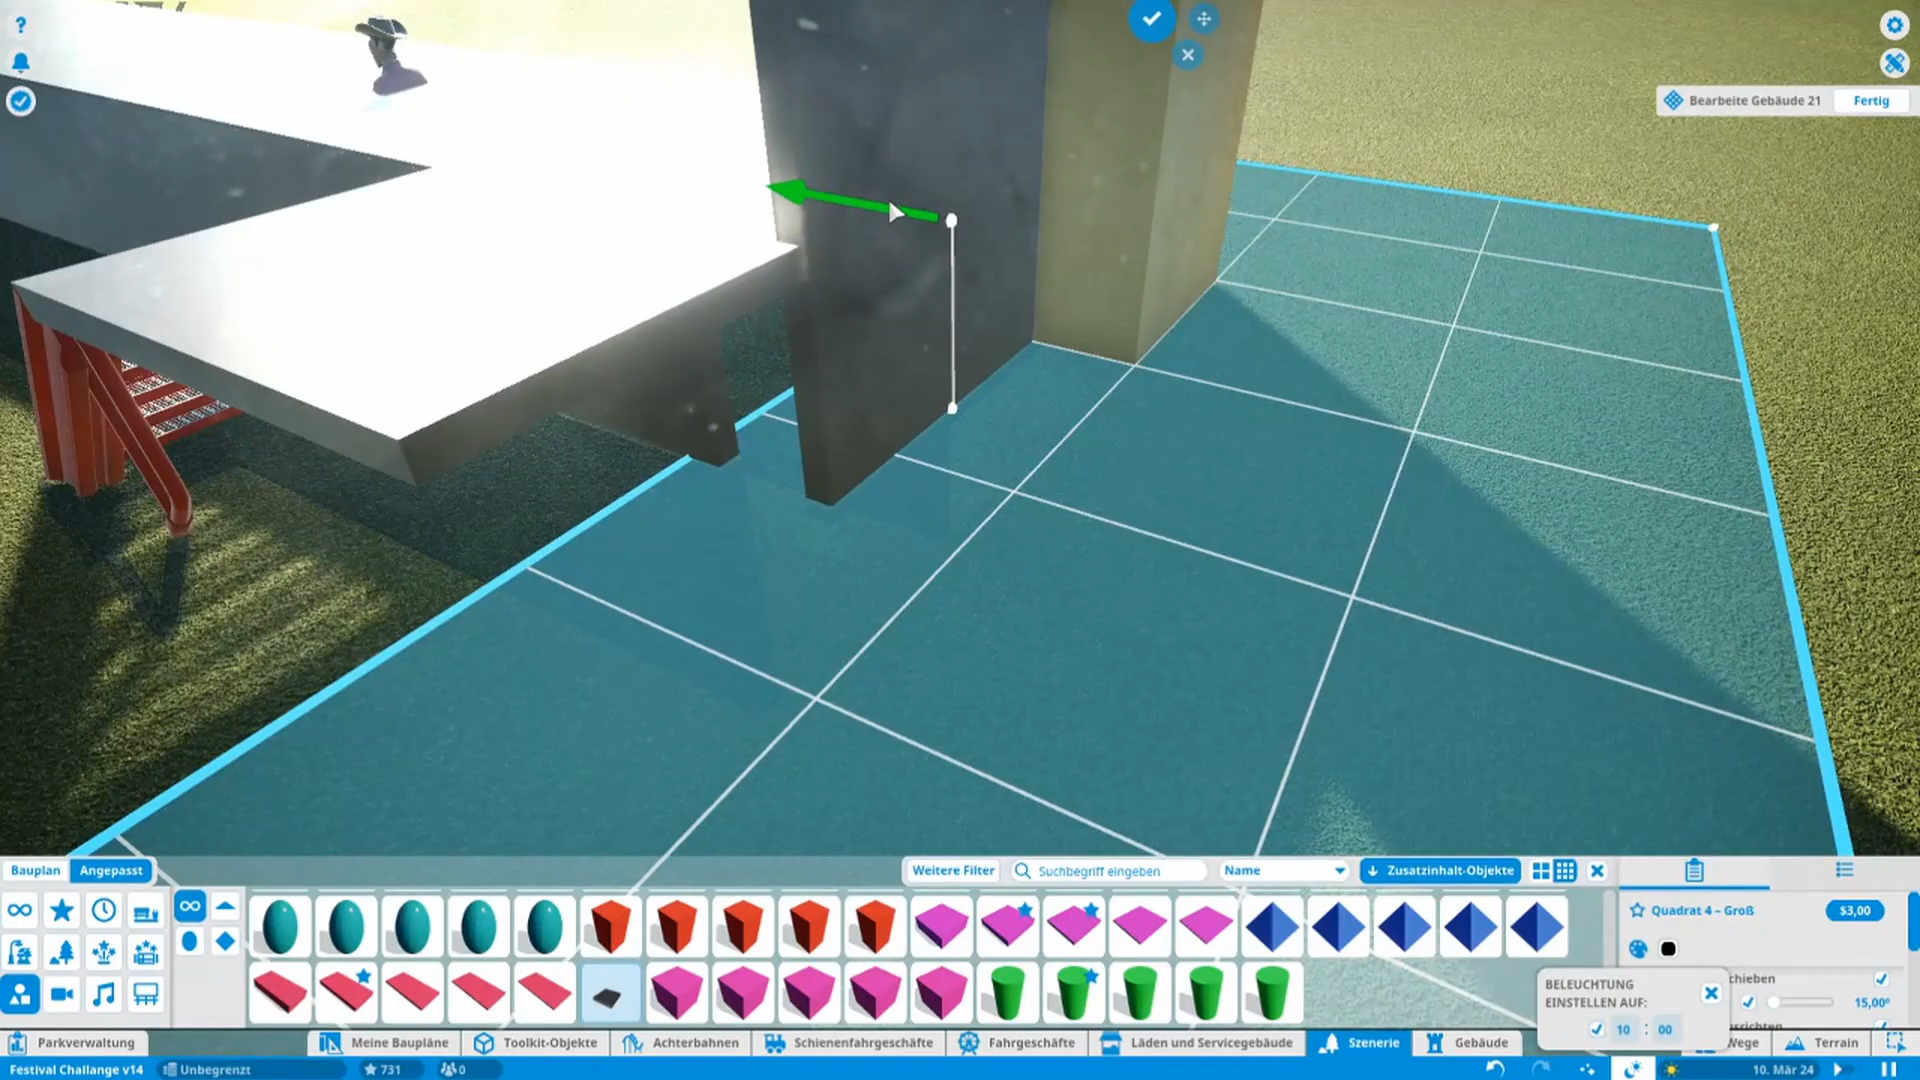 Bearbeite Gebäude 21
Fertig
Bauplan
Angepasst
Weitere Filter
Suchbegriff eingeben
Name
Zusatzinhalt-Objekte
Quadrat 4 – Groß
$3,00
chieben
15,00°
BELEUCHTUNG
EINSTELLEN AUF:
10 : 00
Parkverwaltung
Meine Baupläne
Toolkit-Objekte
Achterbahnen
Schienenfahrgeschäfte
Fahrgeschäfte
Läden und Servicegebäude
Szenerie
Gebäude
Wege
Terrain
Festival Challange v14
Unbegrenzt
731
0
10. Mär 24